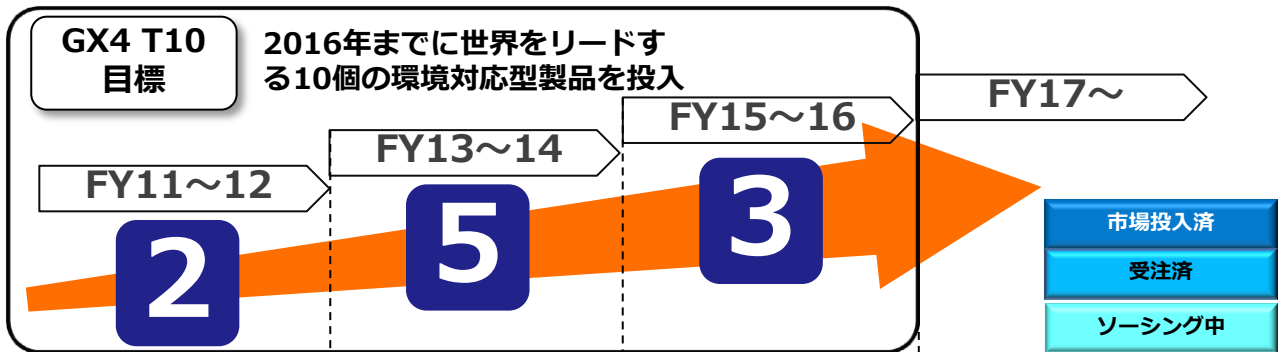 GX4 T10
目標
2016年までに世界をリードす
る10個の環境対応型製品を投入
FY11～12
FY13～14
FY15～16
FY17～
2
5
3
市場投入済
受注済
ソーシング中